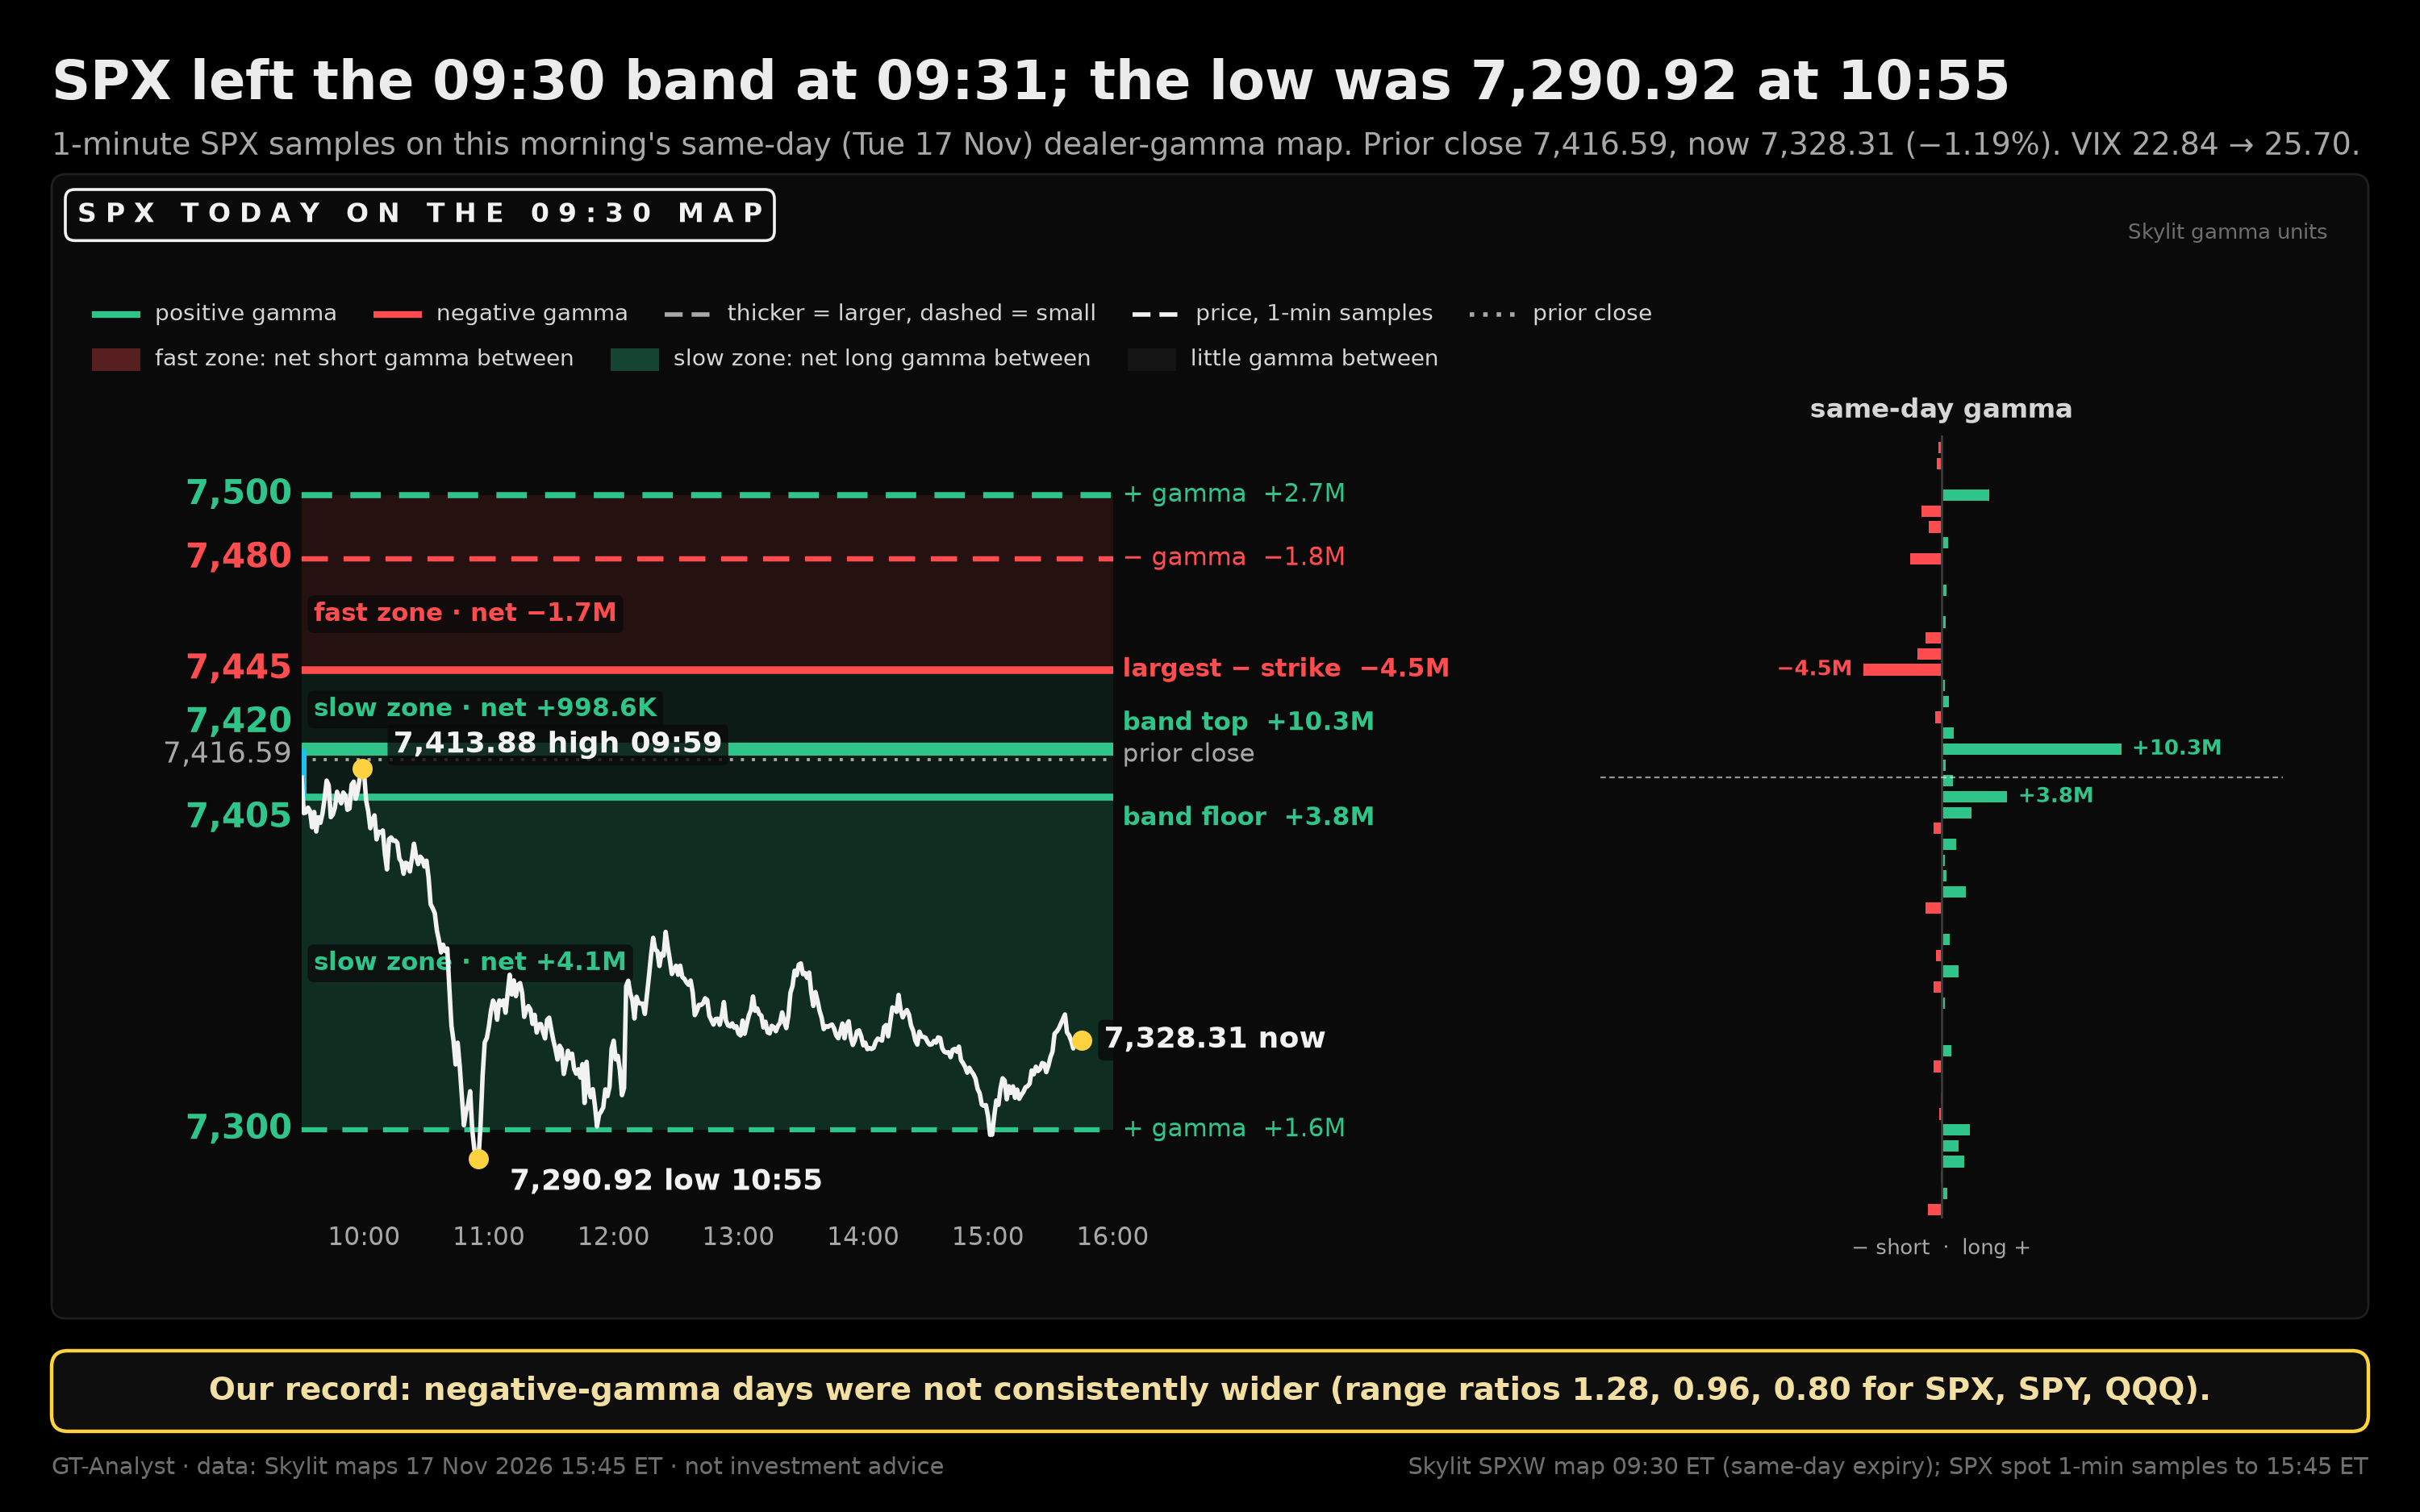 SPX left the 09:30 band at 09:31; the low was 7,290.92 at 10:55
1-minute SPX samples on this morning's same-day (Tue 17 Nov) dealer-gamma map. Prior close 7,416.59, now 7,328.31 (−1.19%). VIX 22.84 → 25.70.
SPX TODAY ON THE 09:30 MAP
Skylit gamma units
positive gamma negative gamma thicker = larger, dashed = small price, 1-min samples prior close
fast zone: net short gamma between slow zone: net long gamma between little gamma between
same-day gamma
7,500 + gamma +2.7M
7,480 − gamma −1.8M
fast zone · net −1.7M
7,445 largest − strike −4.5M −4.5M
slow zone · net +998.6K
7,420 band top +10.3M
7,413.88 high 09:59 +10.3M
7,416.59 prior close
7,405 band floor +3.8M +3.8M
slow zone · net +4.1M
7,328.31 now
7,300 + gamma +1.6M
7,290.92 low 10:55
10:00 11:00 12:00 13:00 14:00 15:00 16:00
− short · long +
Our record: negative-gamma days were not consistently wider (range ratios 1.28, 0.96, 0.80 for SPX, SPY, QQQ).
GT-Analyst · data: Skylit maps 17 Nov 2026 15:45 ET · not investment advice
Skylit SPXW map 09:30 ET (same-day expiry); SPX spot 1-min samples to 15:45 ET